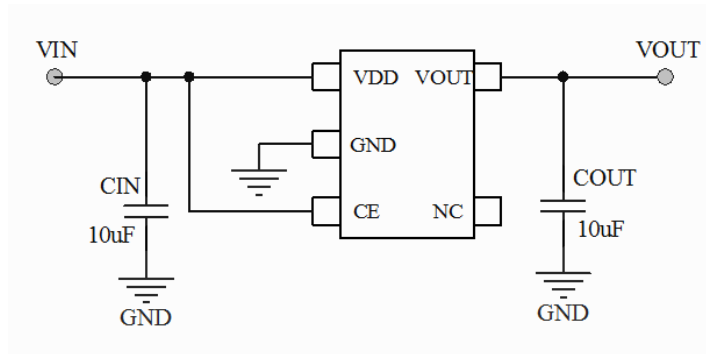 VIN
VOUT
VDD
VOUT
GND
CIN
COUT
CE
NC
10uF
10uF
GND
GND